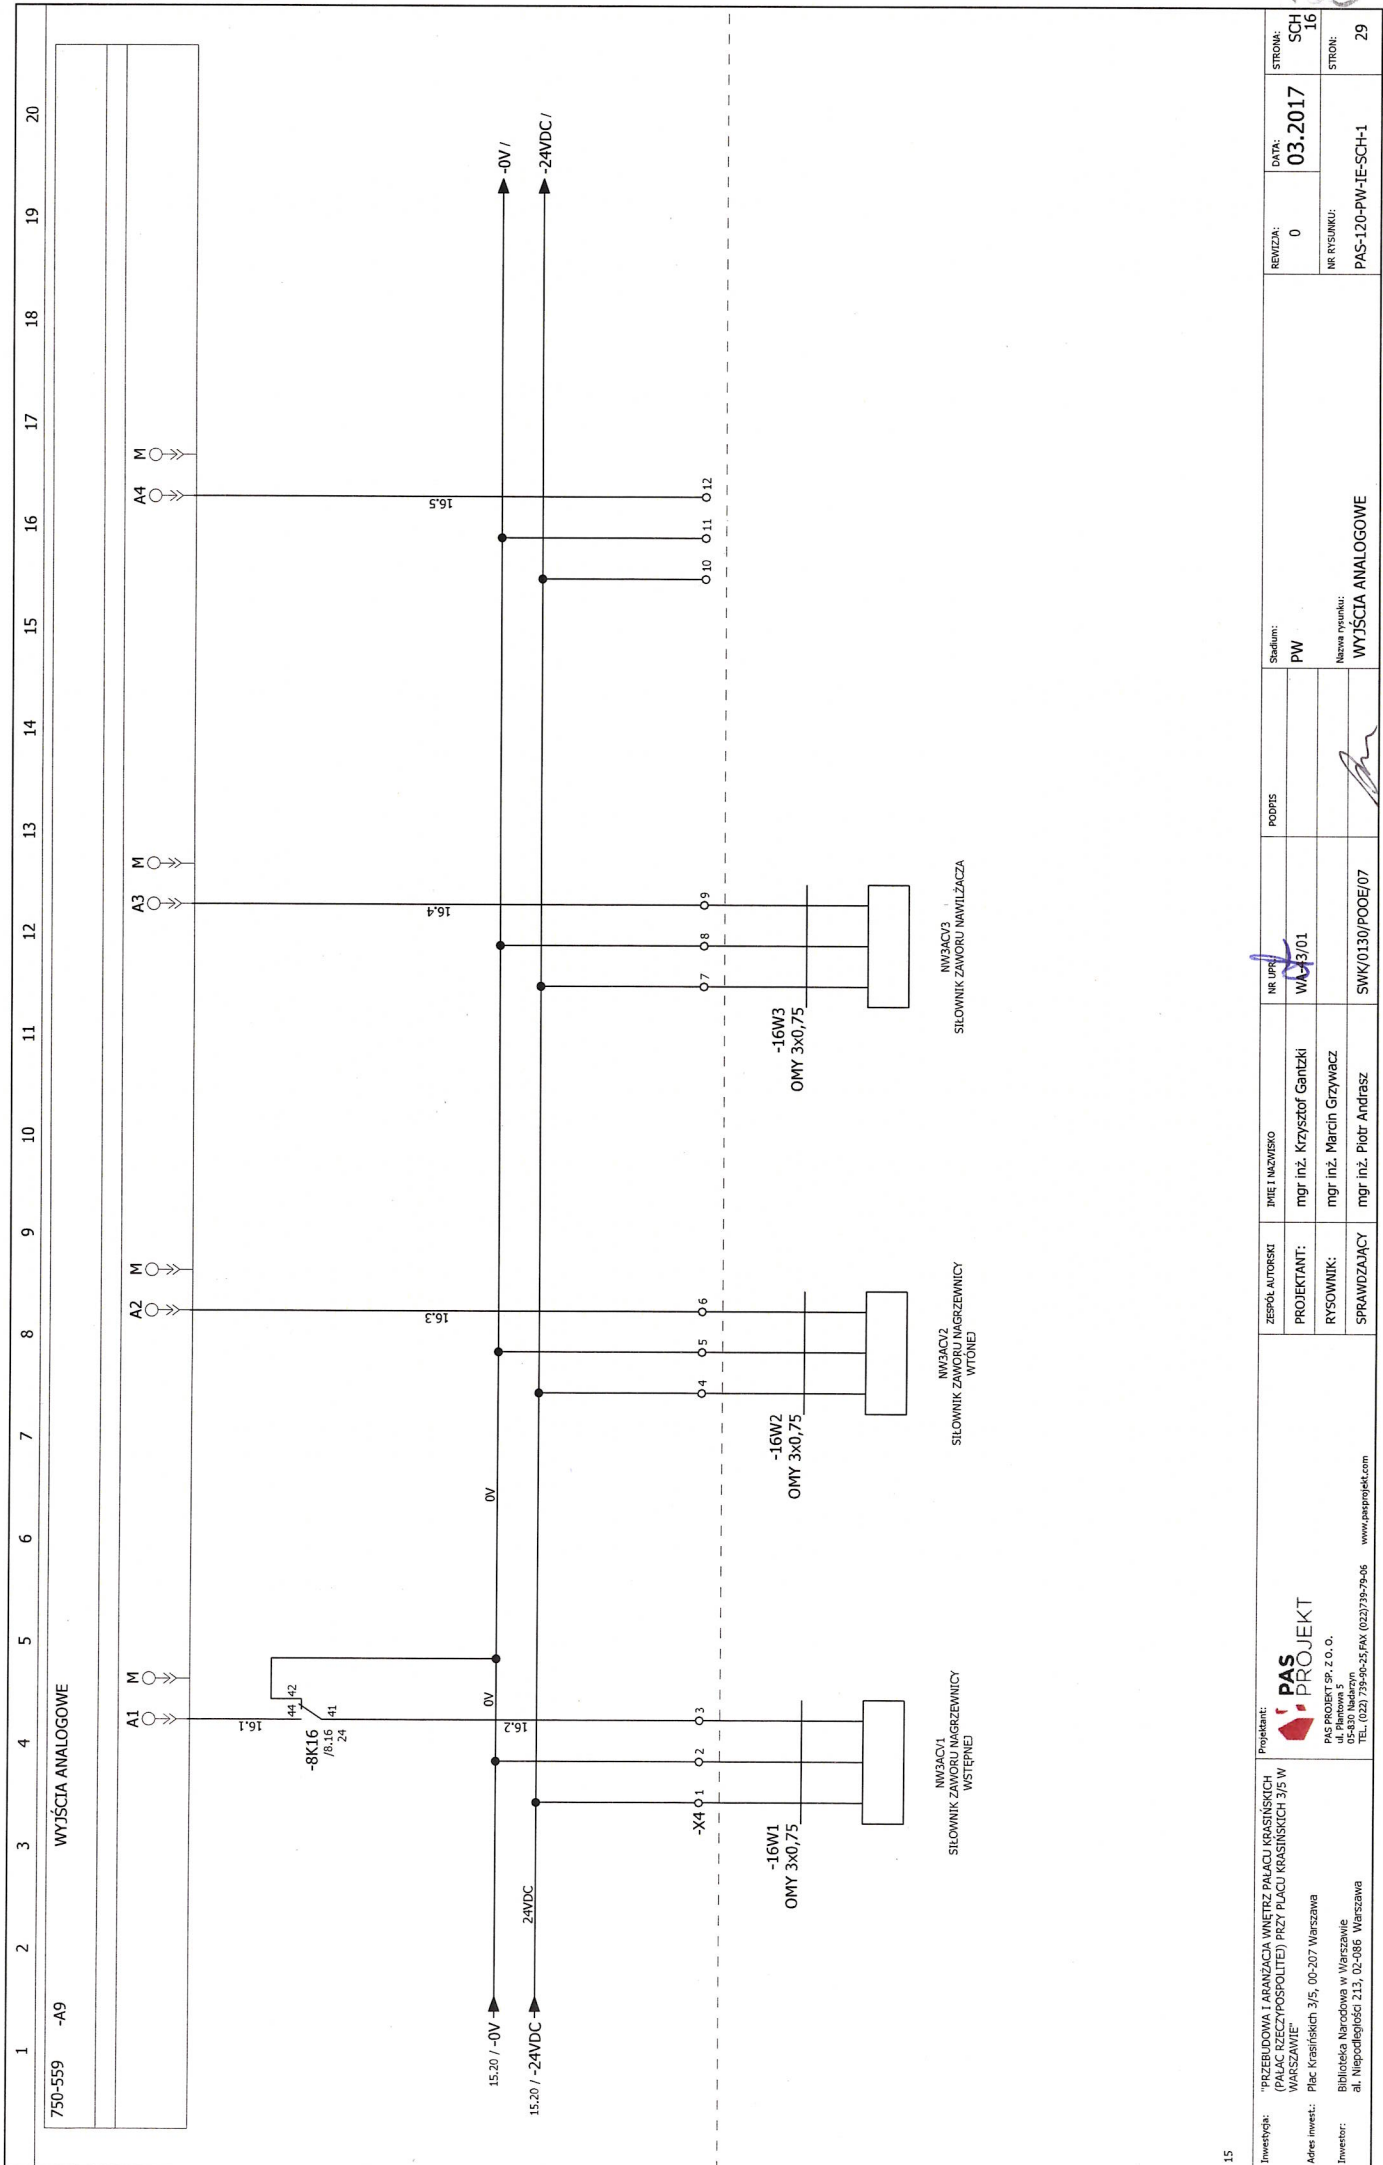 1 2 3 4 5 6 7 8 9 10 11 12 13 14 15 16 17 18 19 20
750-559 -A9 WYJŚCIA ANALOGOWE
A1 M A2 M A3 M A4 M
16.1
44 42
-8K16
/8.16
24
41
16.2
16.3
16.4
16.5
15.20 / -0V
0V
0V
-0V /
15.20 / -24VDC
24VDC
-24VDC /
-X4 1 2 3 4 5 6 7 8 9 10 11 12
-16W1
OMY 3x0,75
-16W2
OMY 3x0,75
-16W3
OMY 3x0,75
NW3ACV1
SIŁOWNIK ZAWORU NAGRZEWNICY
WSTĘPNEJ
NW3ACV2
SIŁOWNIK ZAWORU NAGRZEWNICY
WTÓNEJ
NW3ACV3
SIŁOWNIK ZAWORU NAWILŻACZA
15
Inwestycja: "PRZEBUDOWA I ARANŻACJA WNĘTRZ PAŁACU KRASIŃSKICH
(PAŁAC RZECZYPOSPOLITEJ) PRZY PLACU KRASIŃSKICH 3/5 W
WARSZAWIE"
Adres inwest.: Plac Krasińskich 3/5, 00-207 Warszawa
Inwestor: Biblioteka Narodowa w Warszawie
al. Niepodległości 213, 02-086 Warszawa
Projektant:
PAS
PROJEKT
PAS PROJEKT SP. Z O. O.
ul. Plantowa 5
05-830 Nadarzyn
TEL. (022) 739-90-25,FAX (022)739-79-06 www.pasprojekt.com
ZESPÓŁ AUTORSKI IMIĘ I NAZWISKO NR UPR. PODPIS
PROJEKTANT: mgr inż. Krzysztof Gantzki WA-43/01
RYSOWNIK: mgr inż. Marcin Grzywacz
SPRAWDZAJĄCY mgr inż. Piotr Andrasz SWK/0130/POOE/07
Stadium:
PW
Nazwa rysunku:
WYJŚCIA ANALOGOWE
REWIZJA:
0
DATA:
03.2017
STRONA:
SCH
16
NR RYSUNKU:
PAS-120-PW-IE-SCH-1
STRON:
29